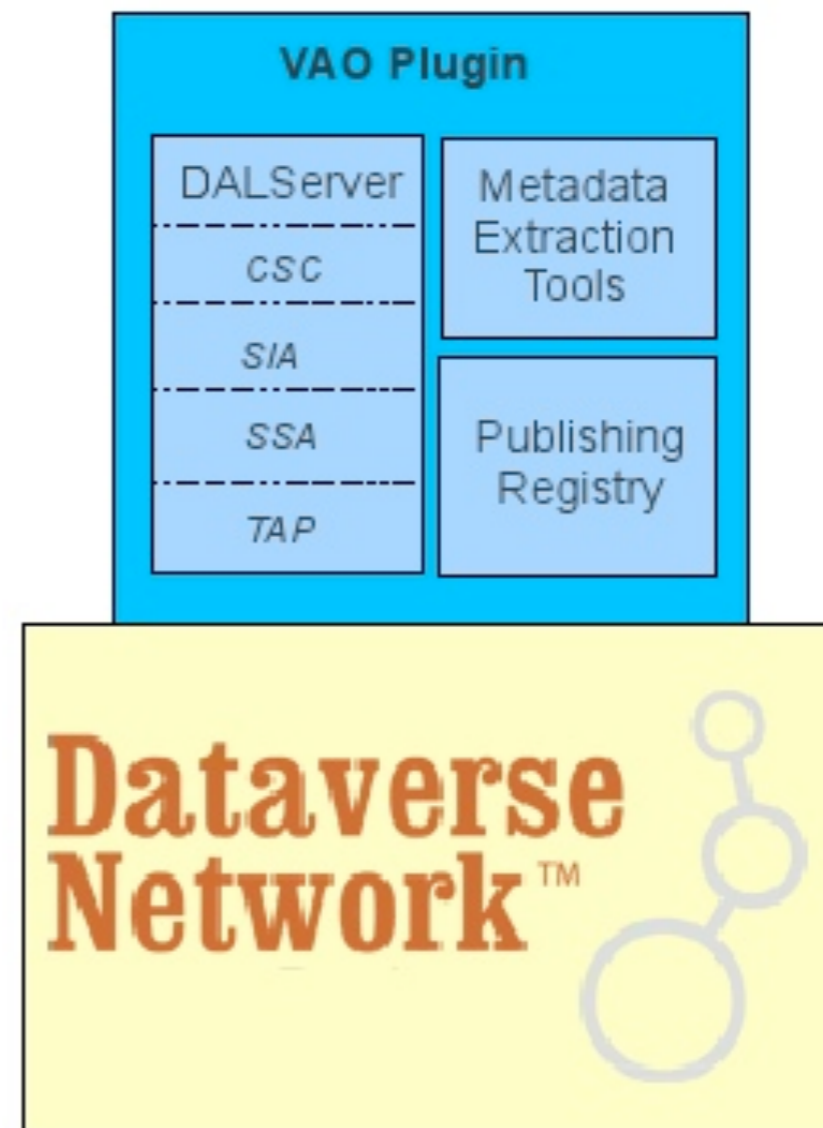 VAO Plugin
DALServer
CSC
SIA
SSA
TAP
Metadata
Extraction
Tools
Publishing
Registry
Dataverse
Network™